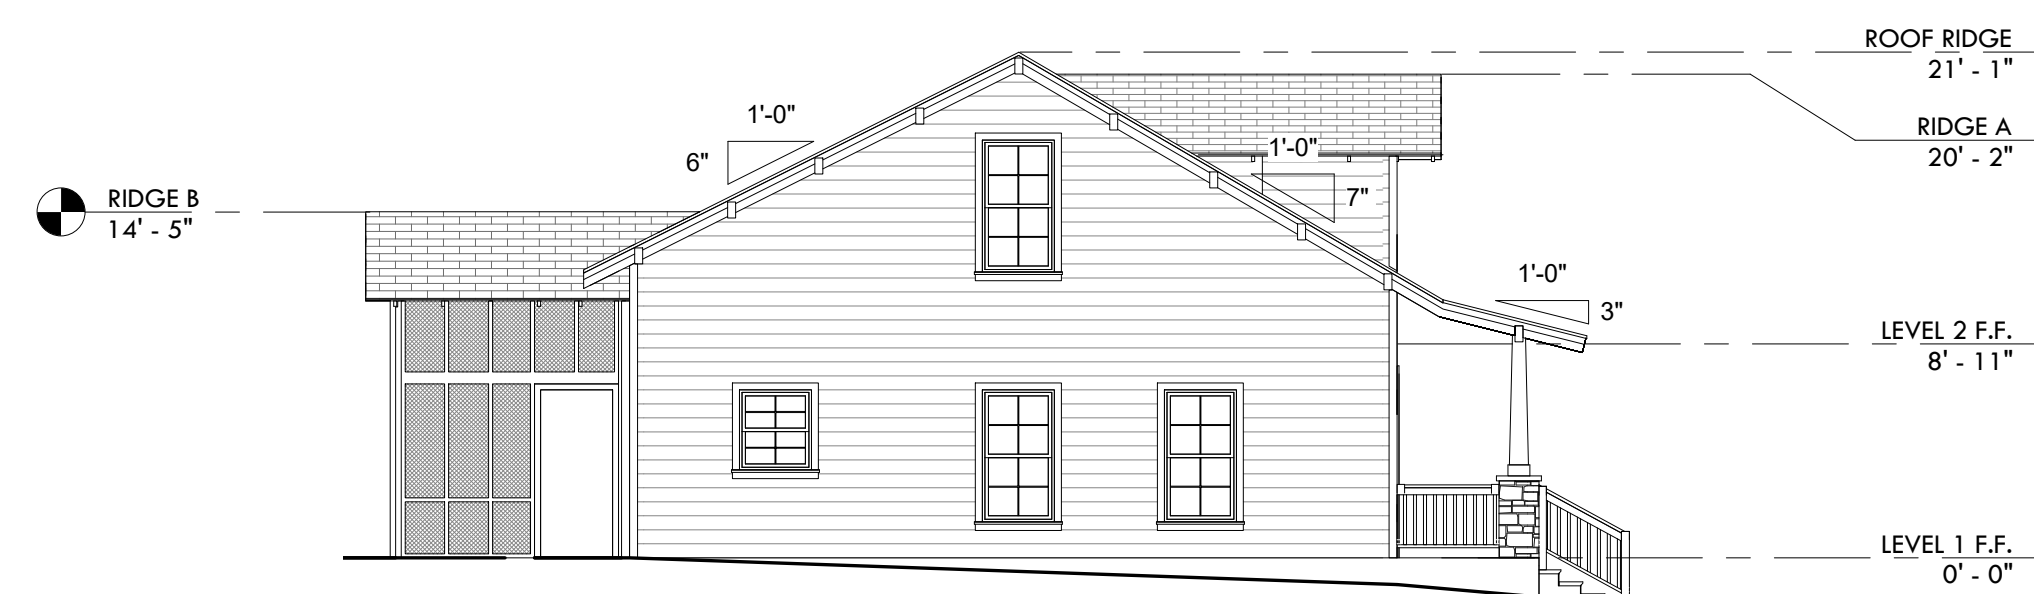 ROOF RIDGE
21' - 1"
1'-0"
6"
RIDGE A
20' - 2"
1'-0"
7"
RIDGE B
14' - 5"
1'-0"
3"
LEVEL 2 F.F.
8' - 11"
LEVEL 1 F.F.
0' - 0"